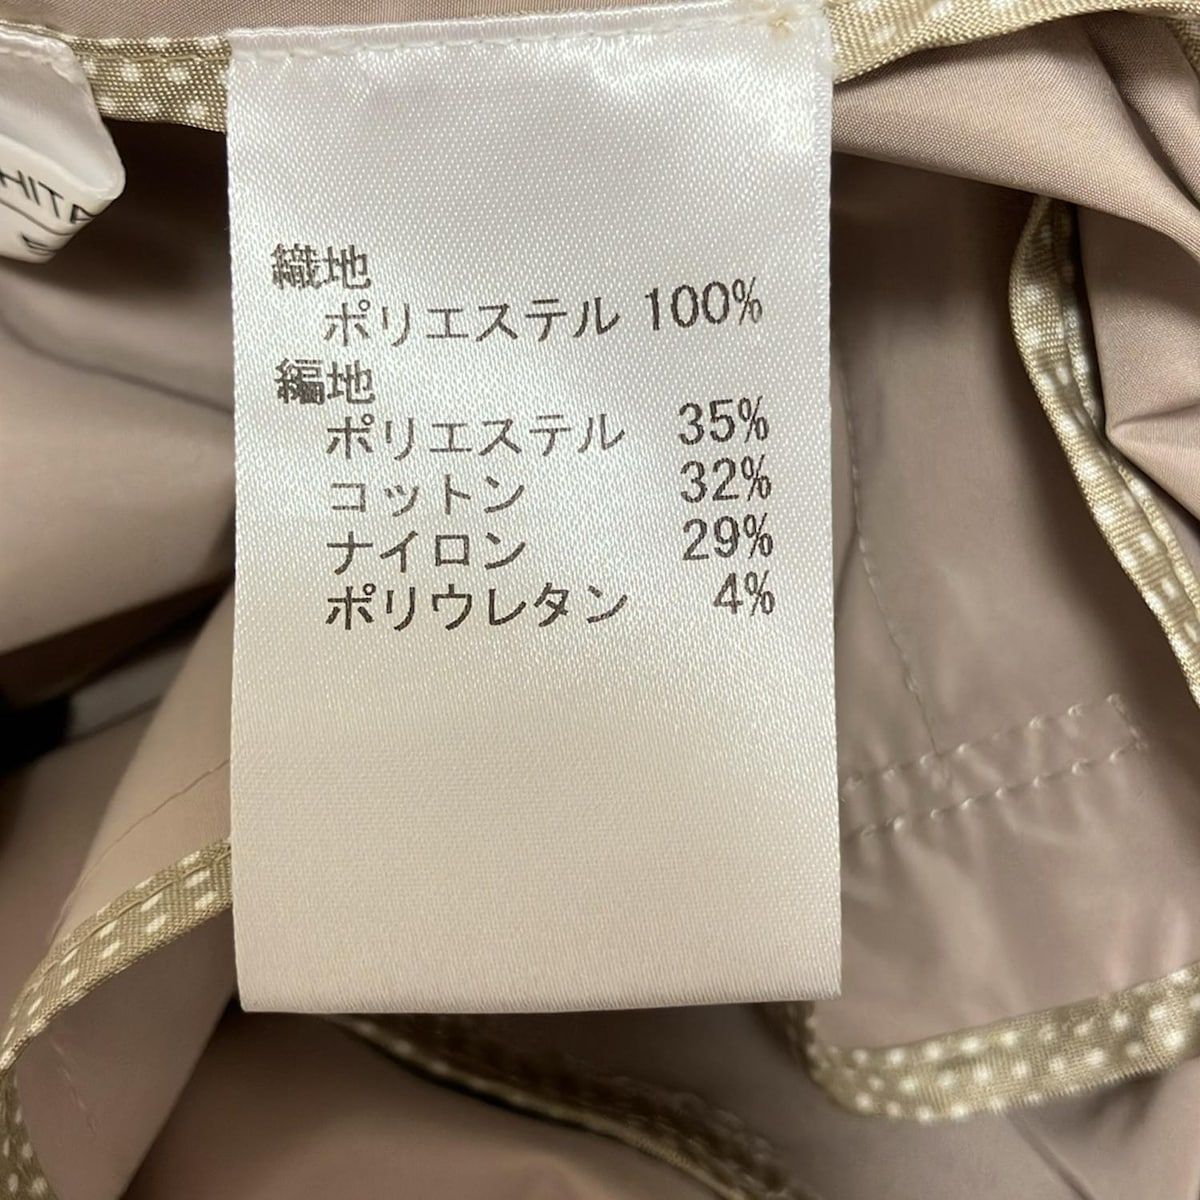 織地
ポリエステル 100%
編地
ポリエステル 35%
コットン 32%
ナイロン 29%
ポリウレタン 4%